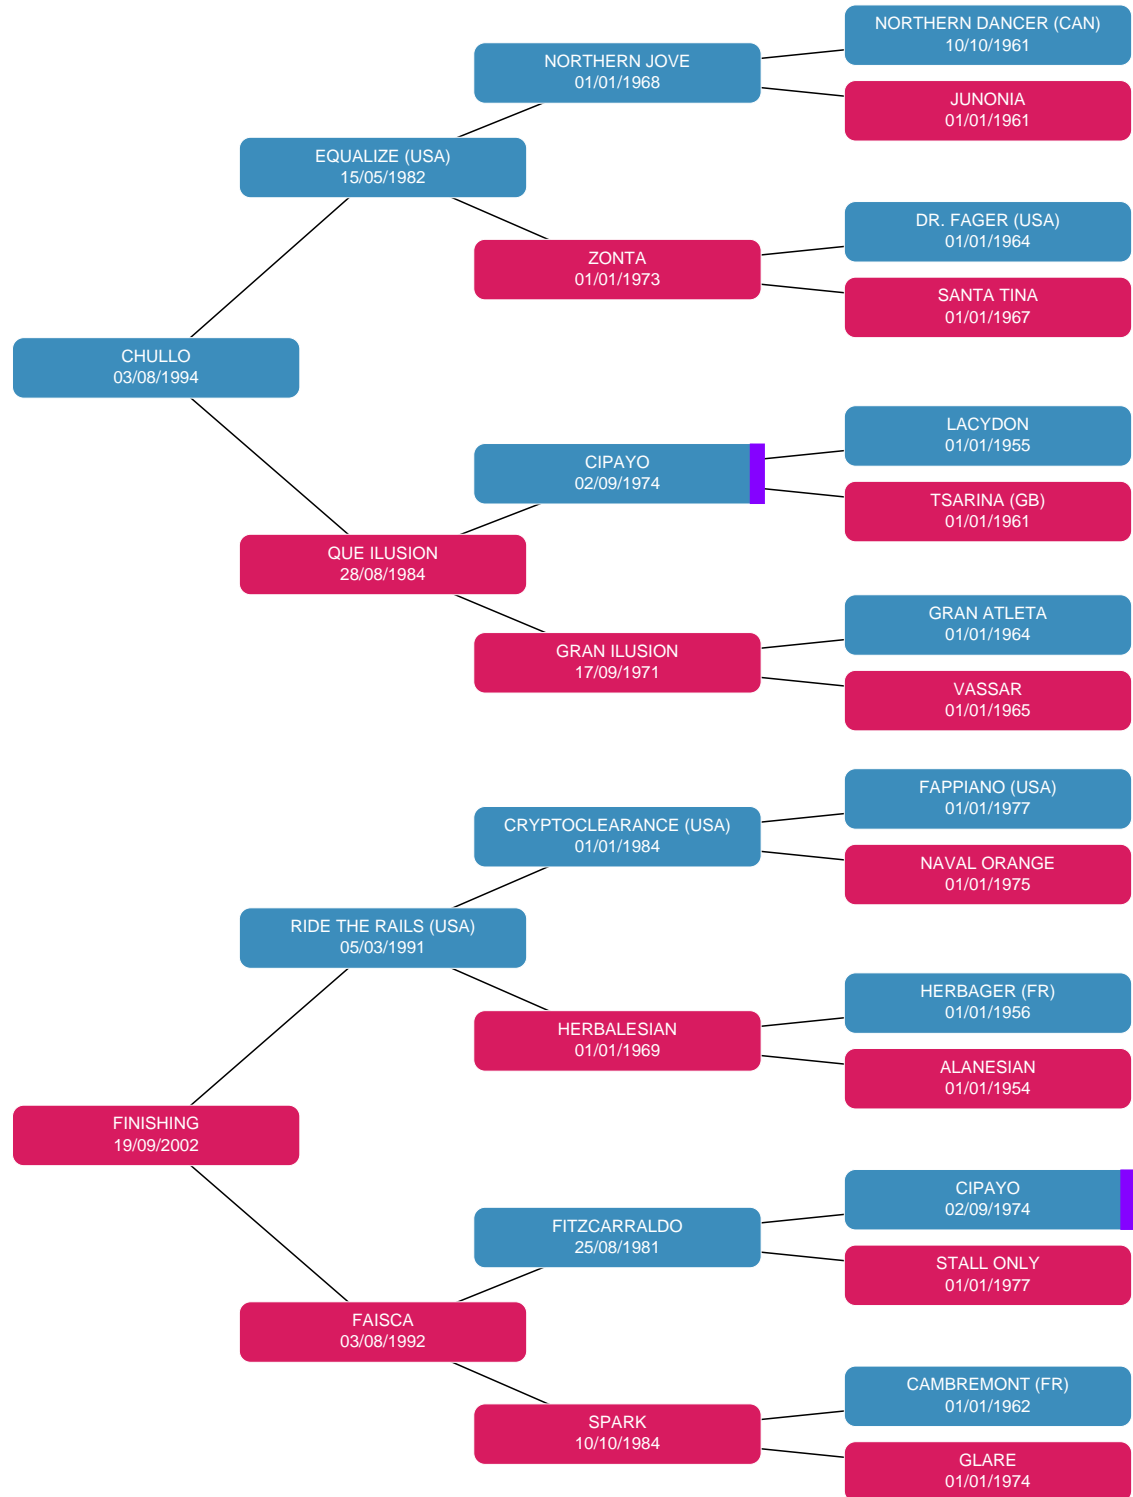 NORTHERN DANCER (CAN)
10/10/1961
NORTHERN JOVE
01/01/1968
JUNONIA
01/01/1961
EQUALIZE (USA)
15/05/1982
DR. FAGER (USA)
01/01/1964
ZONTA
01/01/1973
SANTA TINA
01/01/1967
CHULLO
03/08/1994
LACYDON
01/01/1955
CIPAYO
02/09/1974
TSARINA (GB)
01/01/1961
QUE ILUSION
28/08/1984
GRAN ATLETA
01/01/1964
GRAN ILUSION
17/09/1971
VASSAR
01/01/1965
FAPPIANO (USA)
01/01/1977
CRYPTOCLEARANCE (USA)
01/01/1984
NAVAL ORANGE
01/01/1975
RIDE THE RAILS (USA)
05/03/1991
HERBAGER (FR)
01/01/1956
HERBALESIAN
01/01/1969
ALANESIAN
01/01/1954
FINISHING
19/09/2002
CIPAYO
02/09/1974
FITZCARRALDO
25/08/1981
STALL ONLY
01/01/1977
FAISCA
03/08/1992
CAMBREMONT (FR)
01/01/1962
SPARK
10/10/1984
GLARE
01/01/1974